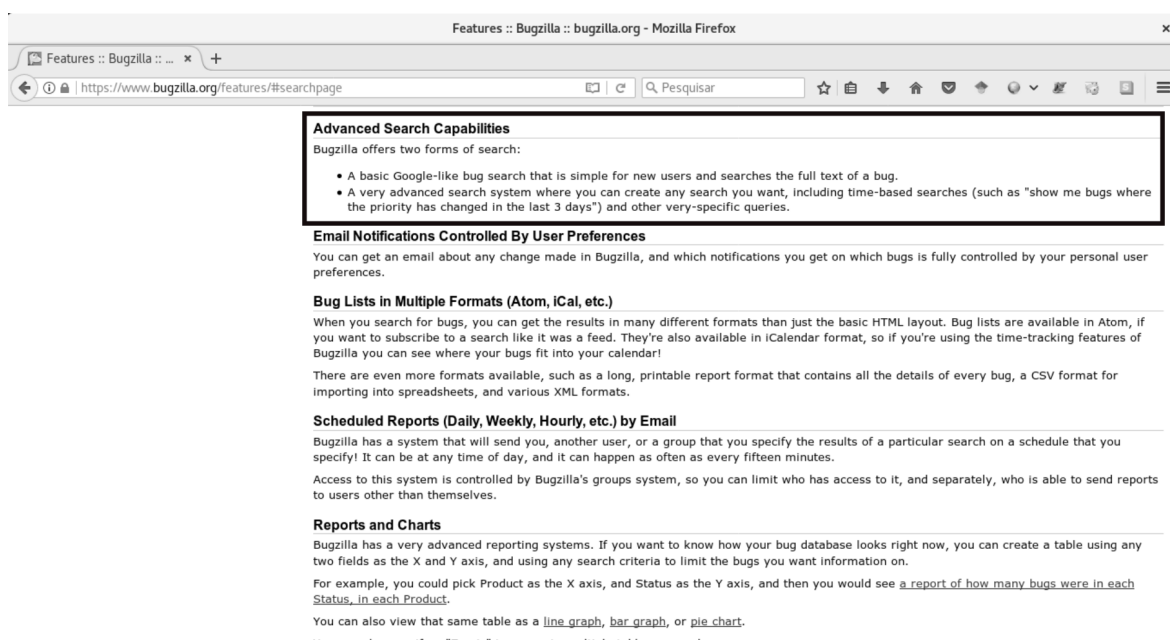 Features :: Bugzilla :: bugzilla.org - Mozilla Firefox
Features :: Bugzilla :: ...
https://www.bugzilla.org/features/#searchpage
Pesquisar
Advanced Search Capabilities
Bugzilla offers two forms of search:
• A basic Google-like bug search that is simple for new users and searches the full text of a bug.
• A very advanced search system where you can create any search you want, including time-based searches (such as "show me bugs where
the priority has changed in the last 3 days") and other very-specific queries.
Email Notifications Controlled By User Preferences
You can get an email about any change made in Bugzilla, and which notifications you get on which bugs is fully controlled by your personal user
preferences.
Bug Lists in Multiple Formats (Atom, iCal, etc.)
When you search for bugs, you can get the results in many different formats than just the basic HTML layout. Bug lists are available in Atom, if
you want to subscribe to a search like it was a feed. They're also available in iCalendar format, so if you're using the time-tracking features of
Bugzilla you can see where your bugs fit into your calendar!
There are even more formats available, such as a long, printable report format that contains all the details of every bug, a CSV format for
importing into spreadsheets, and various XML formats.
Scheduled Reports (Daily, Weekly, Hourly, etc.) by Email
Bugzilla has a system that will send you, another user, or a group that you specify the results of a particular search on a schedule that you
specify! It can be at any time of day, and it can happen as often as every fifteen minutes.
Access to this system is controlled by Bugzilla's groups system, so you can limit who has access to it, and separately, who is able to send reports
to users other than themselves.
Reports and Charts
Bugzilla has a very advanced reporting systems. If you want to know how your bug database looks right now, you can create a table using any
two fields as the X and Y axis, and using any search criteria to limit the bugs you want information on.
For example, you could pick Product as the X axis, and Status as the Y axis, and then you would see a report of how many bugs were in each
Status, in each Product.
You can also view that same table as a line graph, bar graph, or pie chart.